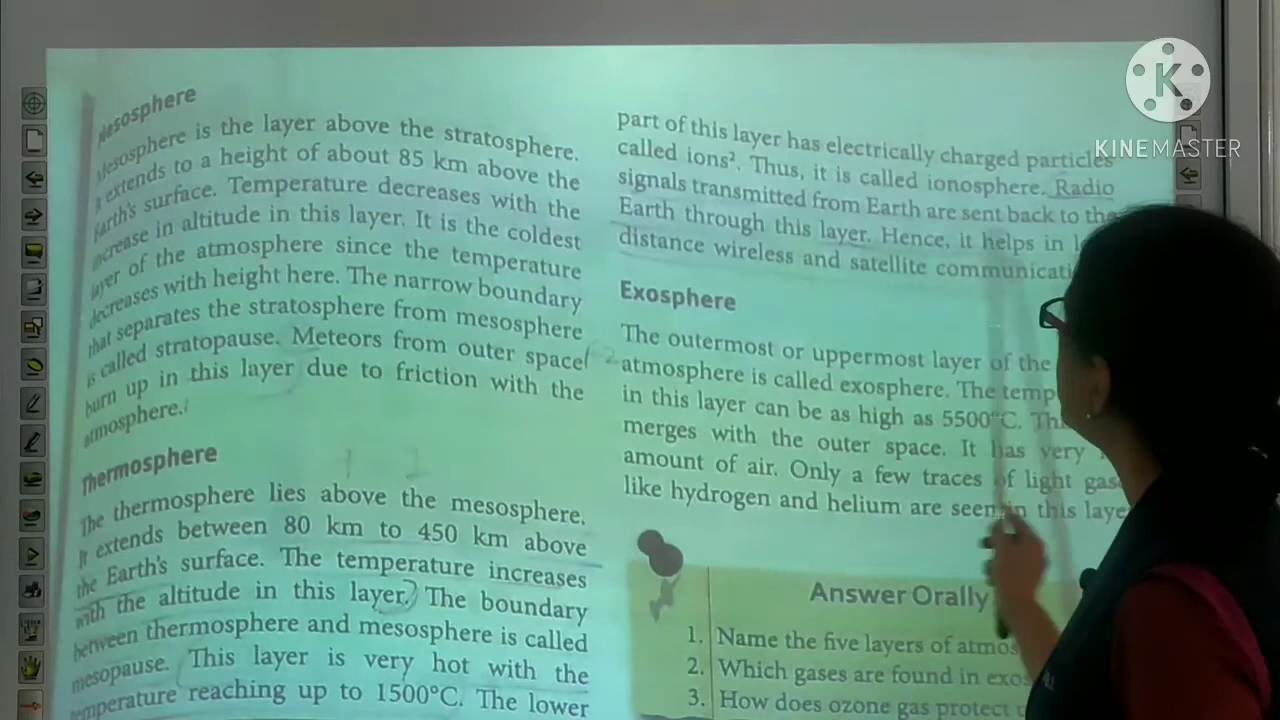 Mesosphere
Mesosphere is the layer above the stratosphere.
It extends to a height of about 85 km above the
Earth's surface. Temperature decreases with the
increase in altitude in this layer. It is the coldest
layer of the atmosphere since the temperature
decreases with height here. The narrow boundary
that separates the stratosphere from mesosphere
is called stratopause. Meteors from outer space
burn up in this layer due to friction with the
atmosphere.
Thermosphere
The thermosphere lies above the mesosphere.
It extends between 80 km to 450 km above
the Earth's surface. The temperature increases
with the altitude in this layer. The boundary
between thermosphere and mesosphere is called
mesopause. This layer is very hot with the
temperature reaching up to 1500°C. The lower
part of this layer has electrically charged particles
called ions². Thus, it is called ionosphere. Radio
signals transmitted from Earth are sent back to the
Earth through this layer. Hence, it helps in
distance wireless and satellite
Exosphere
The outermost or uppermost layer of the
atmosphere is called exosphere. The
in this layer can be as high as 5500°C.
merges with the outer space. It has very
amount of air. Only a few traces of light
like hydrogen and helium are seen in this
Answer Orally
1. Name the five layers of
2. Which gases are found in
3. How does ozone gas protect
K
KINEMASTER